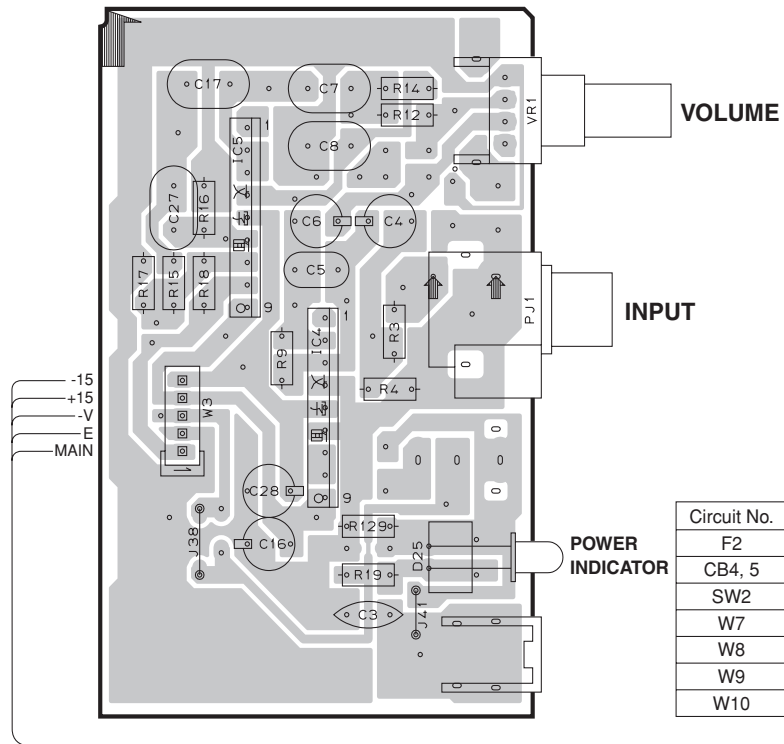 C17
C7
R14
R12
VR1
VOLUME
C8
1
IC5
C27
R16
C6
C4
R17
R15
R18
C5
9
PJ1
INPUT
1
IC4
R3
R9
R4
-15
+15
-V
E
MAIN
W3
9
C28
J38
C16
R129
R19
D25
POWER
INDICATOR
C3
J41
Circuit No.
F2
CB4, 5
SW2
W7
W8
W9
W10